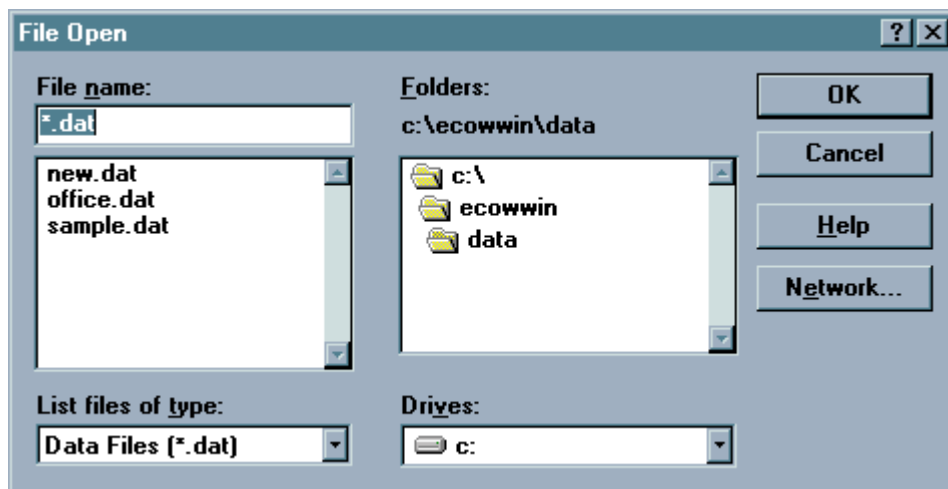 File Open
File name:
*.dat
new.dat
office.dat
sample.dat
List files of type:
Data Files (*.dat)
Folders:
c:\ecowwin\data
c:\
ecowwin
data
Drives:
c:
OK
Cancel
Help
Network...